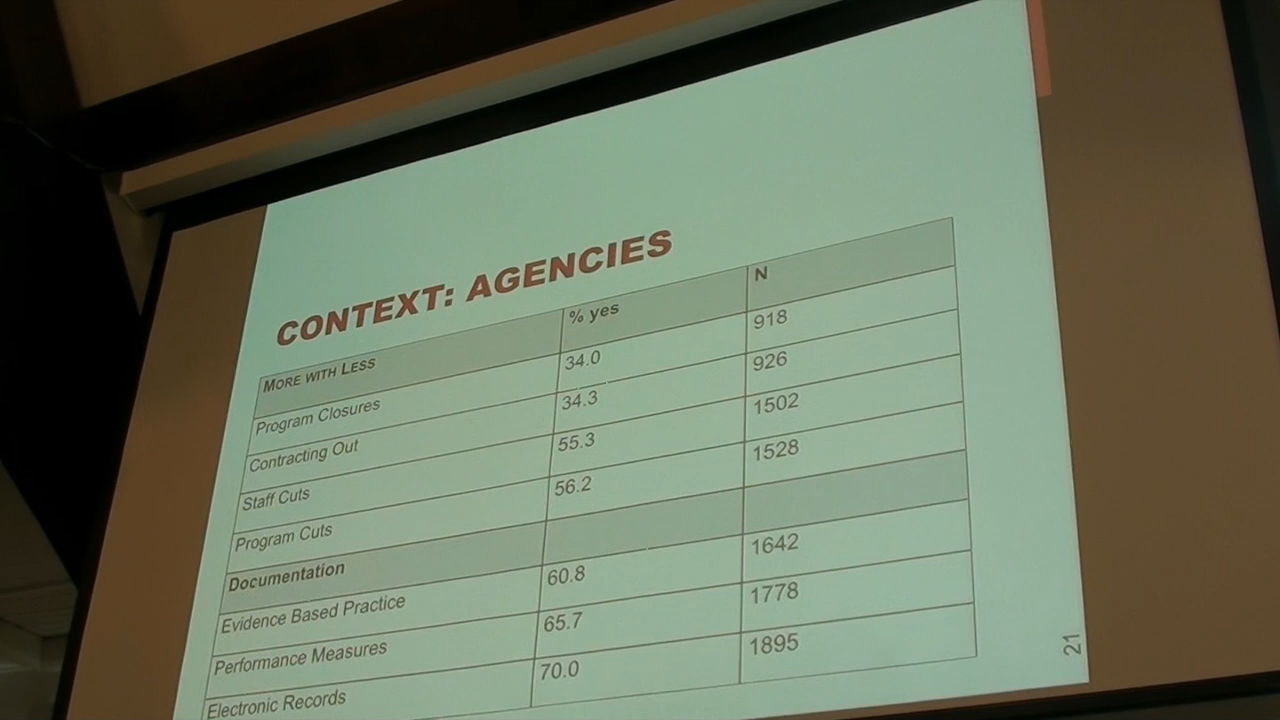 CONTEXT: AGENCIES
MORE WITH LESS % yes N
Program Closures 34.0 918
Contracting Out 34.3 926
Staff Cuts 55.3 1502
Program Cuts 56.2 1528
Documentation
Evidence Based Practice 60.8 1642
Performance Measures 65.7 1778
Electronic Records 70.0 1895
21